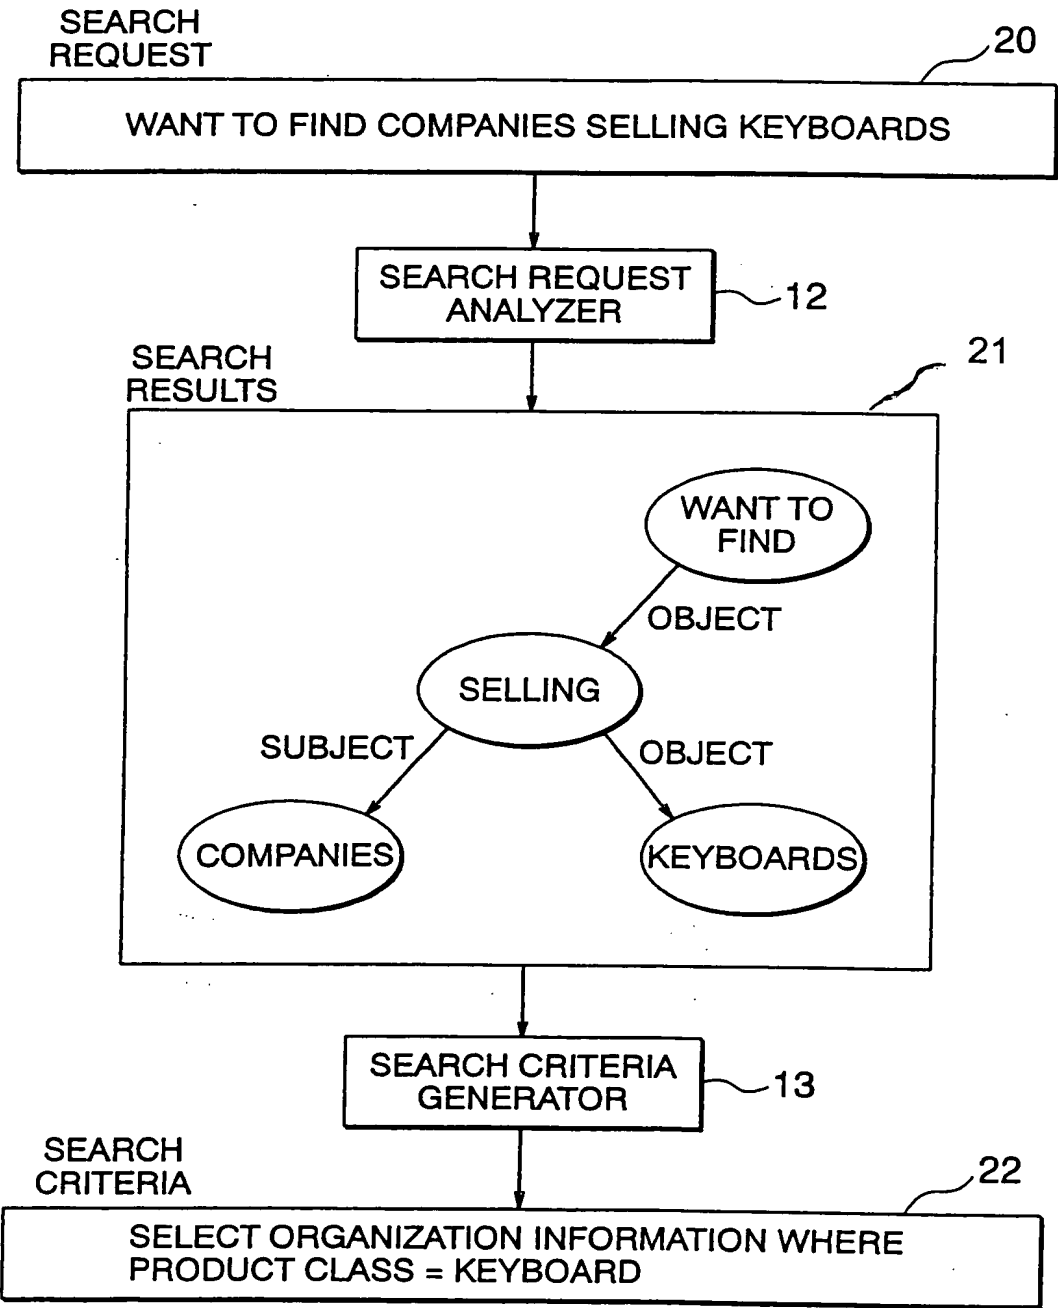 SEARCH
REQUEST
20
WANT TO FIND COMPANIES SELLING KEYBOARDS
SEARCH REQUEST
ANALYZER
12
SEARCH
RESULTS
21
WANT TO
FIND
OBJECT
SELLING
SUBJECT
OBJECT
COMPANIES
KEYBOARDS
SEARCH CRITERIA
GENERATOR
13
SEARCH
CRITERIA
22
SELECT ORGANIZATION INFORMATION WHERE
PRODUCT CLASS = KEYBOARD